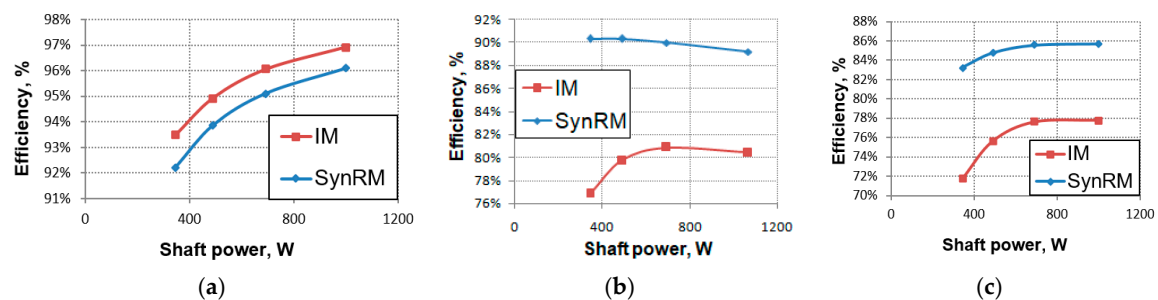 98%
97%
96%
95%
94%
93%
92%
91%
Efficiency, %
IM
SynRM
0 400 800 1200
Shaft power, W
(a)
92%
90%
88%
86%
84%
82%
80%
78%
76%
Efficiency, %
IM
SynRM
0 400 800 1200
Shaft power, W
(b)
88%
86%
84%
82%
80%
78%
76%
74%
72%
70%
Efficiency, %
IM
SynRM
0 400 800 1200
Shaft power, W
(c)